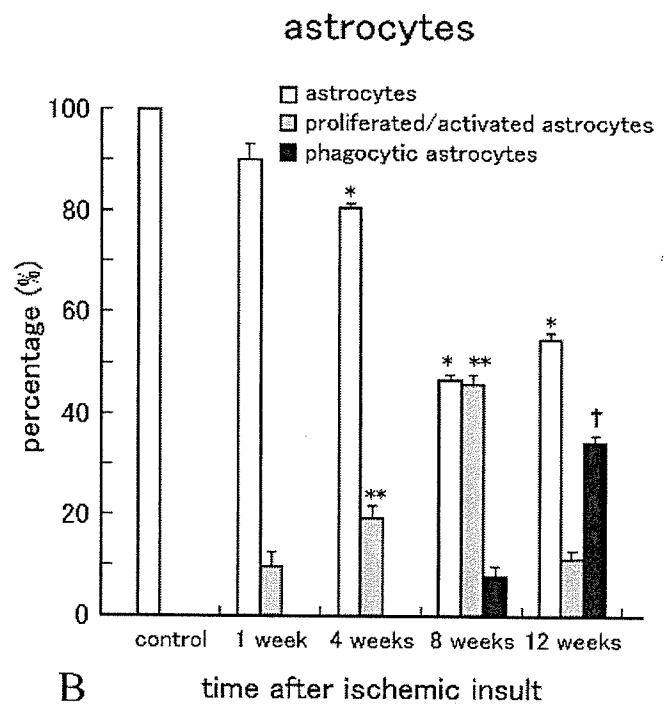 astrocytes
astrocytes
proliferated/activated astrocytes
phagocytic astrocytes
percentage (%)
100
80
60
40
20
0
*
*
**
*
**
*
†
control 1 week 4 weeks 8 weeks 12 weeks
B time after ischemic insult